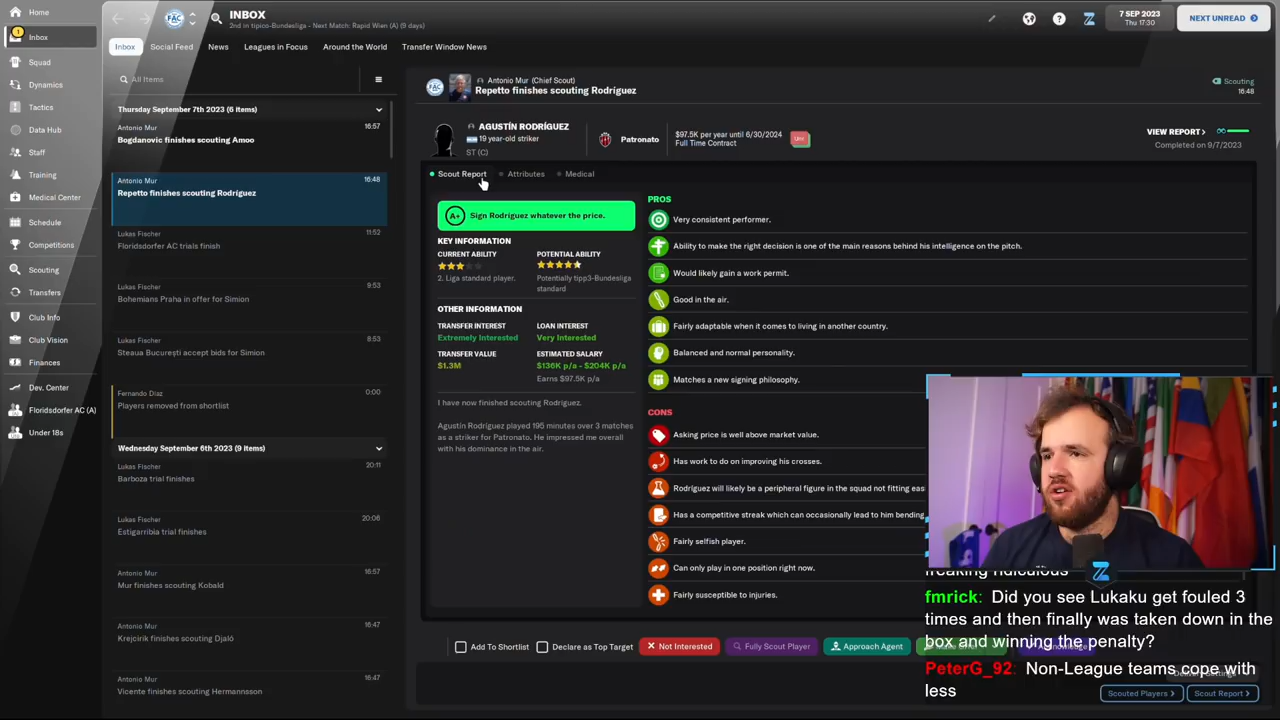 Home
Inbox
1
Squad
Dynamics
Tactics
Data Hub
Staff
Training
Medical Center
Schedule
Competitions
Scouting
Transfers
Club Info
Club Vision
Finances
Dev. Center
Floridsdorfer AC (A)
Under 18s
FAC
INBOX
2nd in tipico-Bundesliga - Next Match: Rapid Wien (A) (9 days)
7 SEP 2023
Thu 17:30
NEXT UNREAD
Inbox
Social Feed
News
Leagues in Focus
Around the World
Transfer Window News
All Items
Thursday September 7th 2023 (6 Items)
Antonio Mur
16:57
Bogdanovic finishes scouting Amoo
Antonio Mur
16:48
Repetto finishes scouting Rodríguez
Lukas Fischer
11:52
Floridsdorfer AC trials finish
Lukas Fischer
9:53
Bohemians Praha in offer for Simion
Lukas Fischer
8:53
Steaua București accept bids for Simion
Fernando Díaz
0:00
Players removed from shortlist
Wednesday September 6th 2023 (9 Items)
Lukas Fischer
20:11
Barboza trial finishes
Lukas Fischer
20:06
Estigarribia trial finishes
Antonio Mur
16:57
Mur finishes scouting Kobald
Antonio Mur
16:47
Krejcirik finishes scouting Djaló
Antonio Mur
16:47
Vicente finishes scouting Hermannsson
FAC
Antonio Mur (Chief Scout)
Repetto finishes scouting Rodríguez
Scouting
16:48
AGUSTÍN RODRÍGUEZ
19 year-old striker
ST (C)
Patronato
$97.5K per year until 6/30/2024
Full Time Contract
Unr
VIEW REPORT
Completed on 9/7/2023
Scout Report
Attributes
Medical
A+
Sign Rodríguez whatever the price.
KEY INFORMATION
CURRENT ABILITY
2. Liga standard player.
POTENTIAL ABILITY
Potentially tipp3-Bundesliga
standard
OTHER INFORMATION
TRANSFER INTEREST
Extremely Interested
LOAN INTEREST
Very Interested
TRANSFER VALUE
$1.3M
ESTIMATED SALARY
$136K p/a - $204K p/a
Earns $97.5K p/a
I have now finished scouting Rodríguez.
Agustín Rodríguez played 195 minutes over 3 matches
as a striker for Patronato. He impressed me overall
with his dominance in the air.
PROS
Very consistent performer.
Ability to make the right decision is one of the main reasons behind his intelligence on the pitch.
Would likely gain a work permit.
Good in the air.
Fairly adaptable when it comes to living in another country.
Balanced and normal personality.
Matches a new signing philosophy.
CONS
Asking price is well above market value.
Has work to do on improving his crosses.
Rodríguez will likely be a peripheral figure in the squad not fitting eas
Has a competitive streak which can occasionally lead to him bending
Fairly selfish player.
Can only play in one position right now.
Fairly susceptible to injuries.
Add To Shortlist
Declare as Top Target
Not Interested
Fully Scout Player
Approach Agent
Scouted Players
Scout Report
freaking ridiculous
fmrick: Did you see Lukaku get fouled 3
times and then finally was taken down in the
box and winning the penalty?
PeterG_92: Non-League teams cope with
less